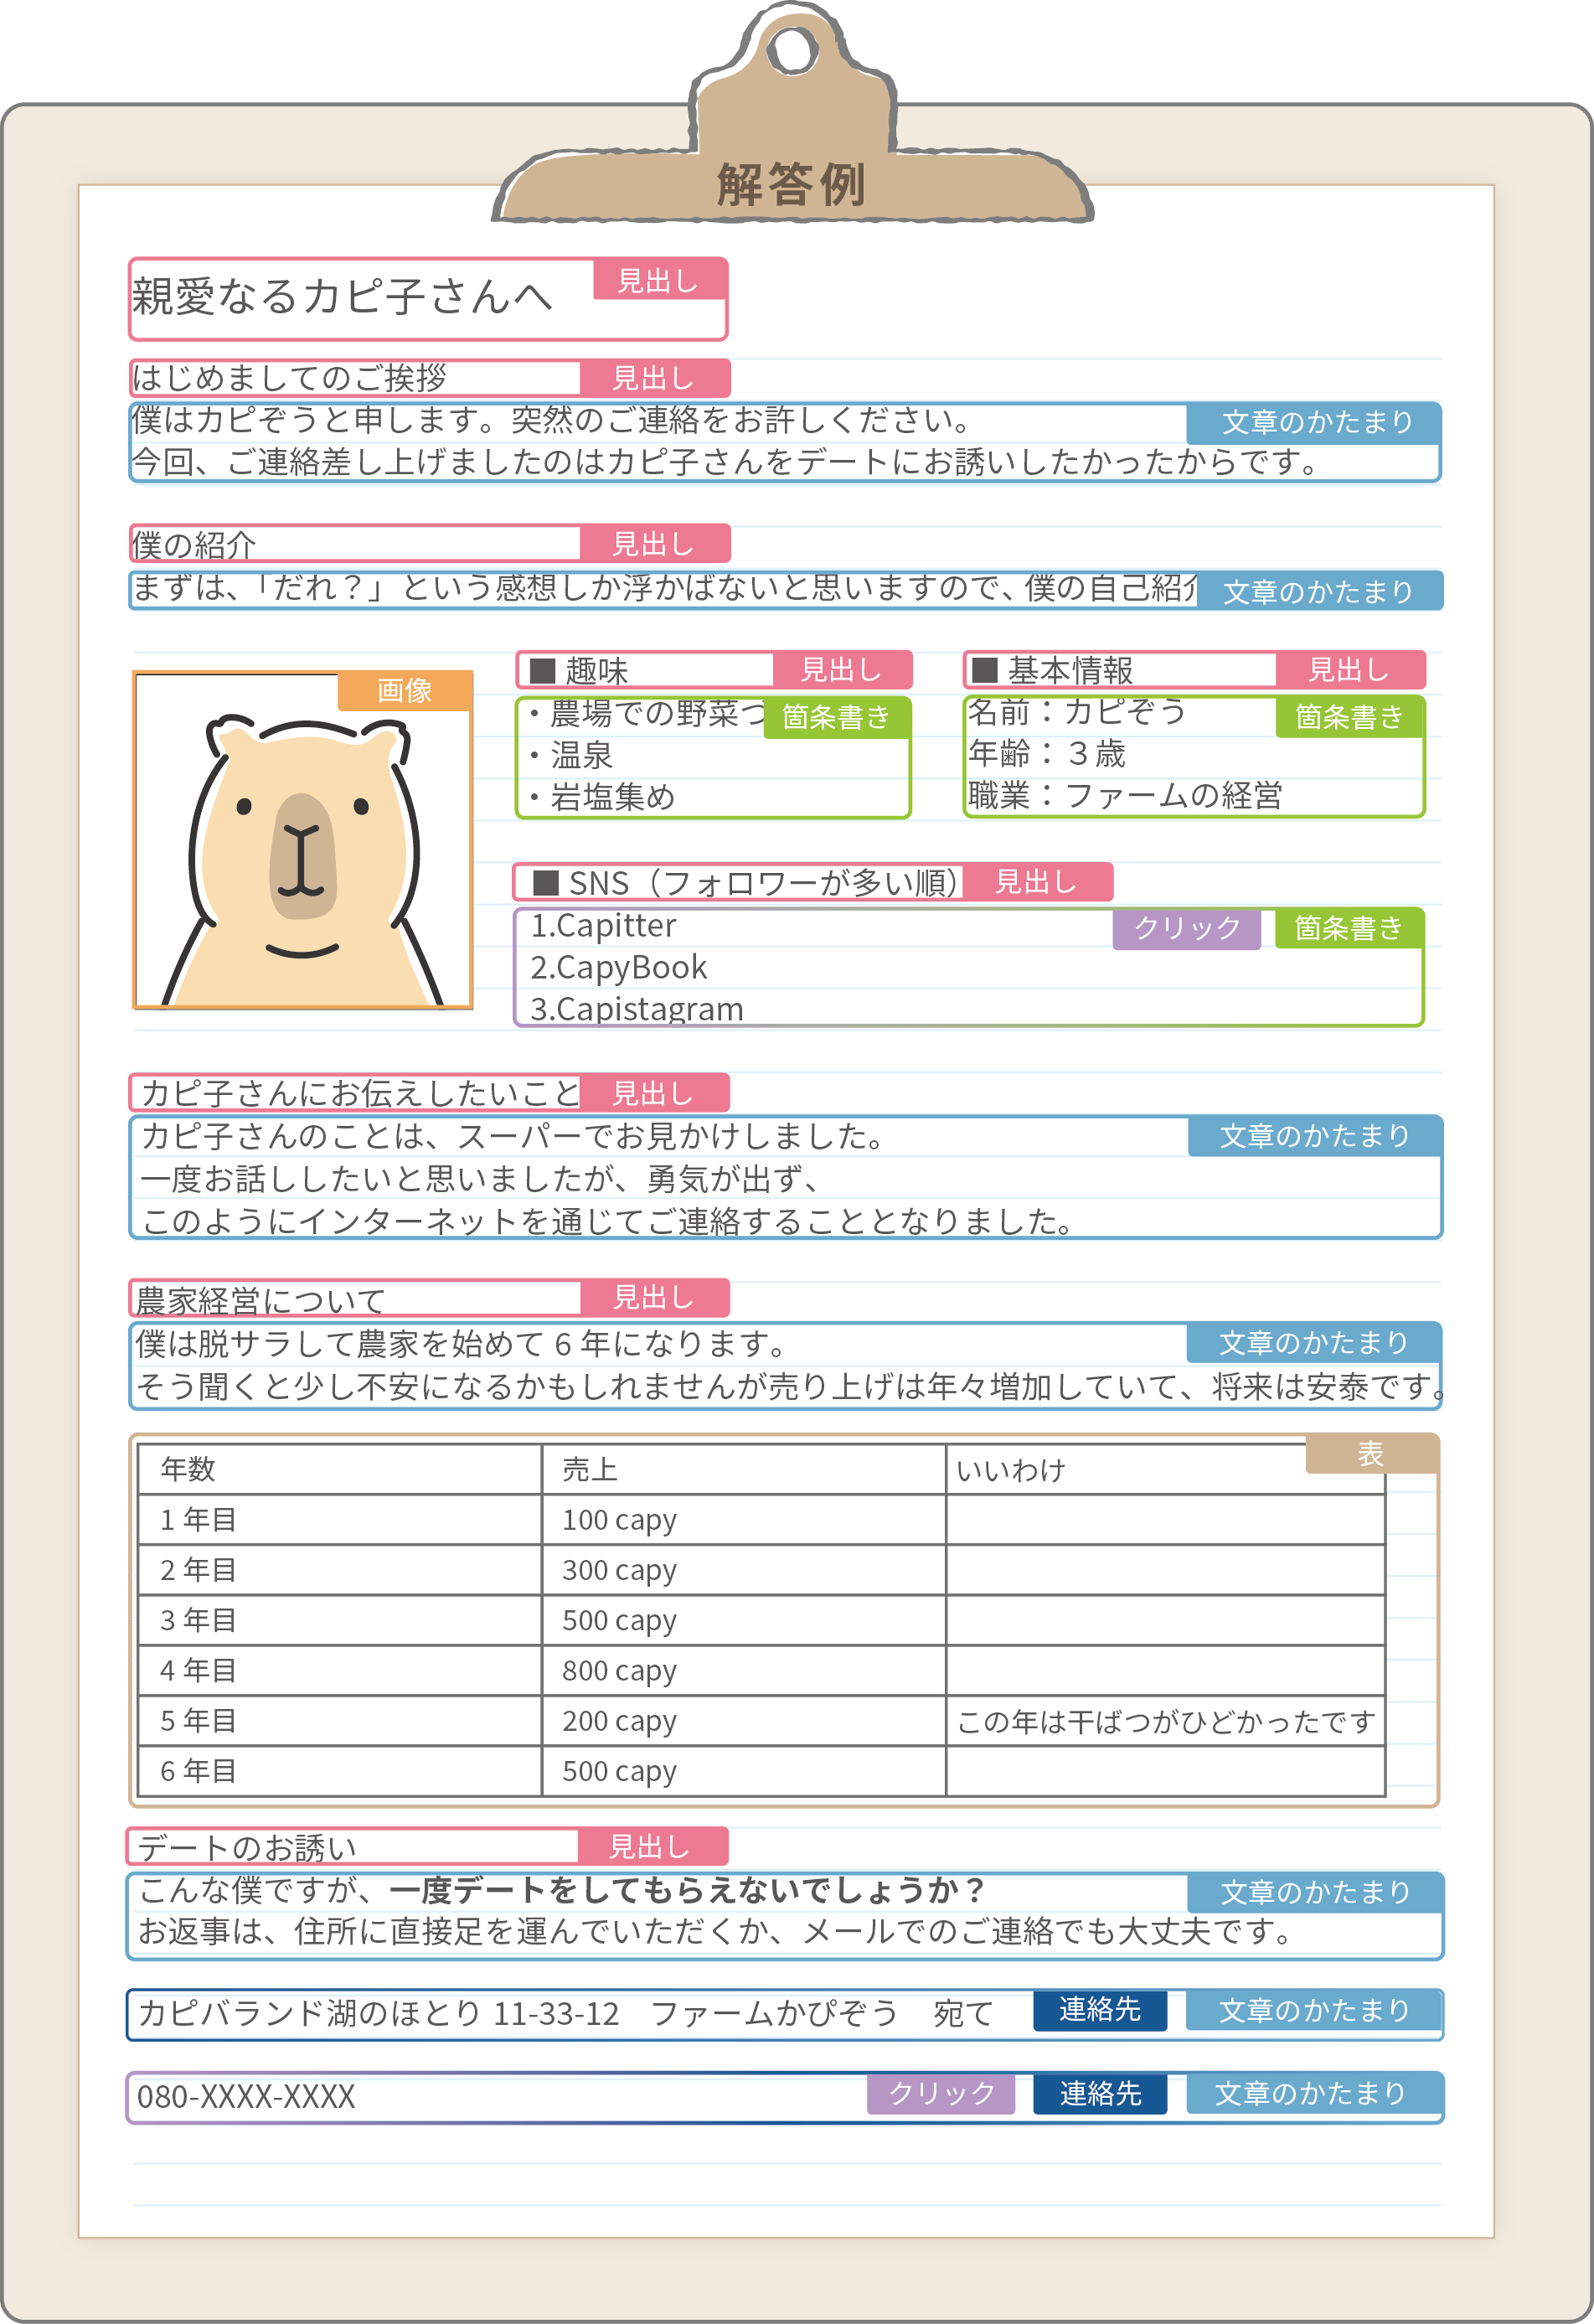 解答例
親愛なるカピ子さんへ 見出し
はじめましてのご挨拶 見出し
僕はカピぞうと申します。突然のご連絡をお許しください。 文章のかたまり
今回、ご連絡差し上げましたのはカピ子さんをデートにお誘いしたかったからです。
僕の紹介 見出し
まずは、「だれ？」という感想しか浮かばないと思いますので、僕の自己紹介 文章のかたまり
画像
■ 趣味 見出し
・農場での野菜つ 箇条書き
・温泉
・岩塩集め
■ 基本情報 見出し
名前：カピぞう 箇条書き
年齢：３歳
職業：ファームの経営
■ SNS（フォロワーが多い順） 見出し
1.Capitter クリック 箇条書き
2.CapyBook
3.Capistagram
カピ子さんにお伝えしたいこと 見出し
カピ子さんのことは、スーパーでお見かけしました。 文章のかたまり
一度お話ししたいと思いましたが、勇気が出ず、
このようにインターネットを通じてご連絡することとなりました。
農家経営について 見出し
僕は脱サラして農家を始めて 6 年になります。 文章のかたまり
そう聞くと少し不安になるかもしれませんが売り上げは年々増加していて、将来は安泰です。
表
年数 売上 いいわけ
1 年目 100 capy
2 年目 300 capy
3 年目 500 capy
4 年目 800 capy
5 年目 200 capy この年は干ばつがひどかったです
6 年目 500 capy
デートのお誘い 見出し
こんな僕ですが、一度デートをしてもらえないでしょうか？ 文章のかたまり
お返事は、住所に直接足を運んでいただくか、メールでのご連絡でも大丈夫です。
カピバランド湖のほとり 11-33-12　ファームかぴぞう　宛て 連絡先 文章のかたまり
080-XXXX-XXXX クリック 連絡先 文章のかたまり